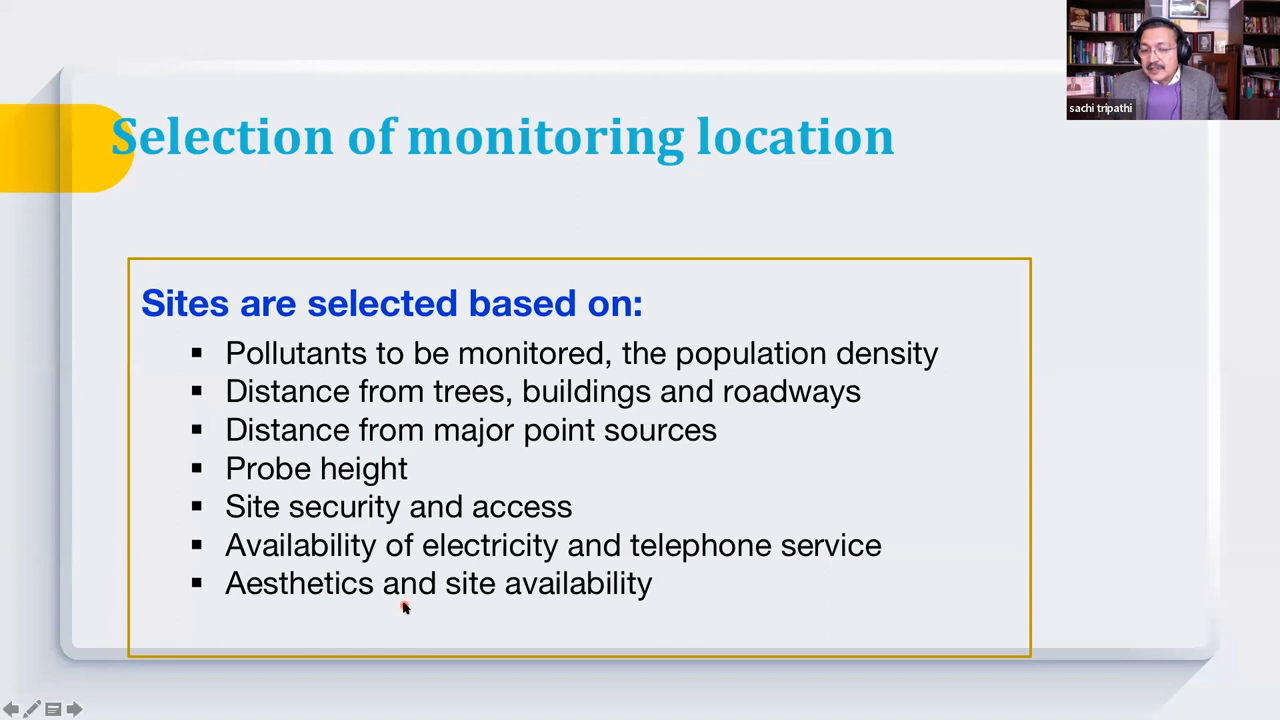 sachi tripathi
Selection of monitoring location
Sites are selected based on:
▪ Pollutants to be monitored, the population density
▪ Distance from trees, buildings and roadways
▪ Distance from major point sources
▪ Probe height
▪ Site security and access
▪ Availability of electricity and telephone service
▪ Aesthetics and site availability